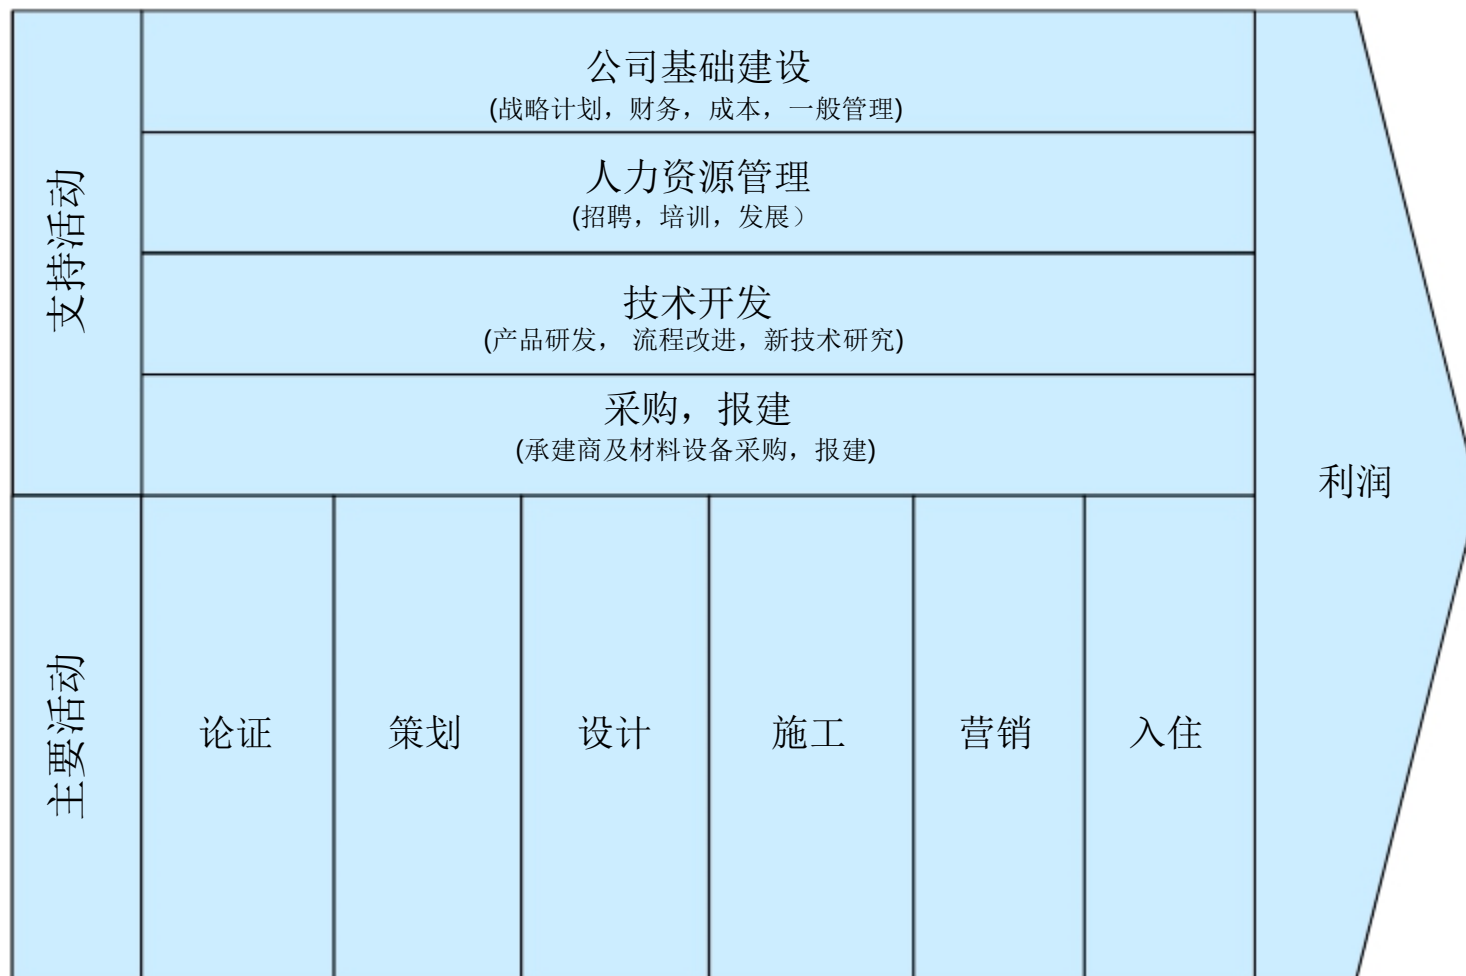 支持活动
公司基础建设
(战略计划，财务，成本，一般管理)
人力资源管理
(招聘，培训，发展）
技术开发
(产品研发， 流程改进，新技术研究)
采购，报建
(承建商及材料设备采购，报建)
利润
主要活动
论证
策划
设计
施工
营销
入住